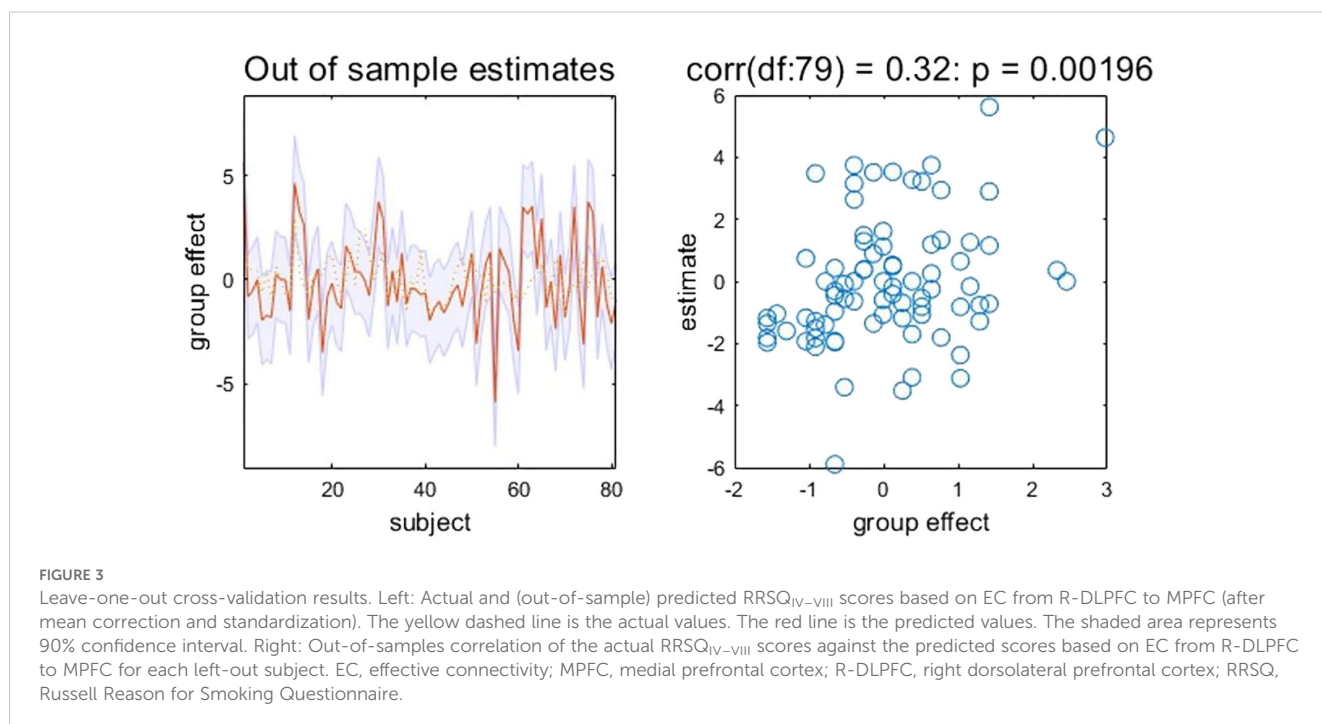 Out of sample estimates
group effect
5
0
-5
20
40
60
80
subject
corr(df:79) = 0.32: p = 0.00196
estimate
6
4
2
0
-2
-4
-6
-2
-1
0
1
2
3
group effect
FIGURE 3
Leave-one-out cross-validation results. Left: Actual and (out-of-sample) predicted RRSQIV–VIII scores based on EC from R-DLPFC to MPFC (after
mean correction and standardization). The yellow dashed line is the actual values. The red line is the predicted values. The shaded area represents
90% confidence interval. Right: Out-of-samples correlation of the actual RRSQIV–VIII scores against the predicted scores based on EC from R-DLPFC
to MPFC for each left-out subject. EC, effective connectivity; MPFC, medial prefrontal cortex; R-DLPFC, right dorsolateral prefrontal cortex; RRSQ,
Russell Reason for Smoking Questionnaire.